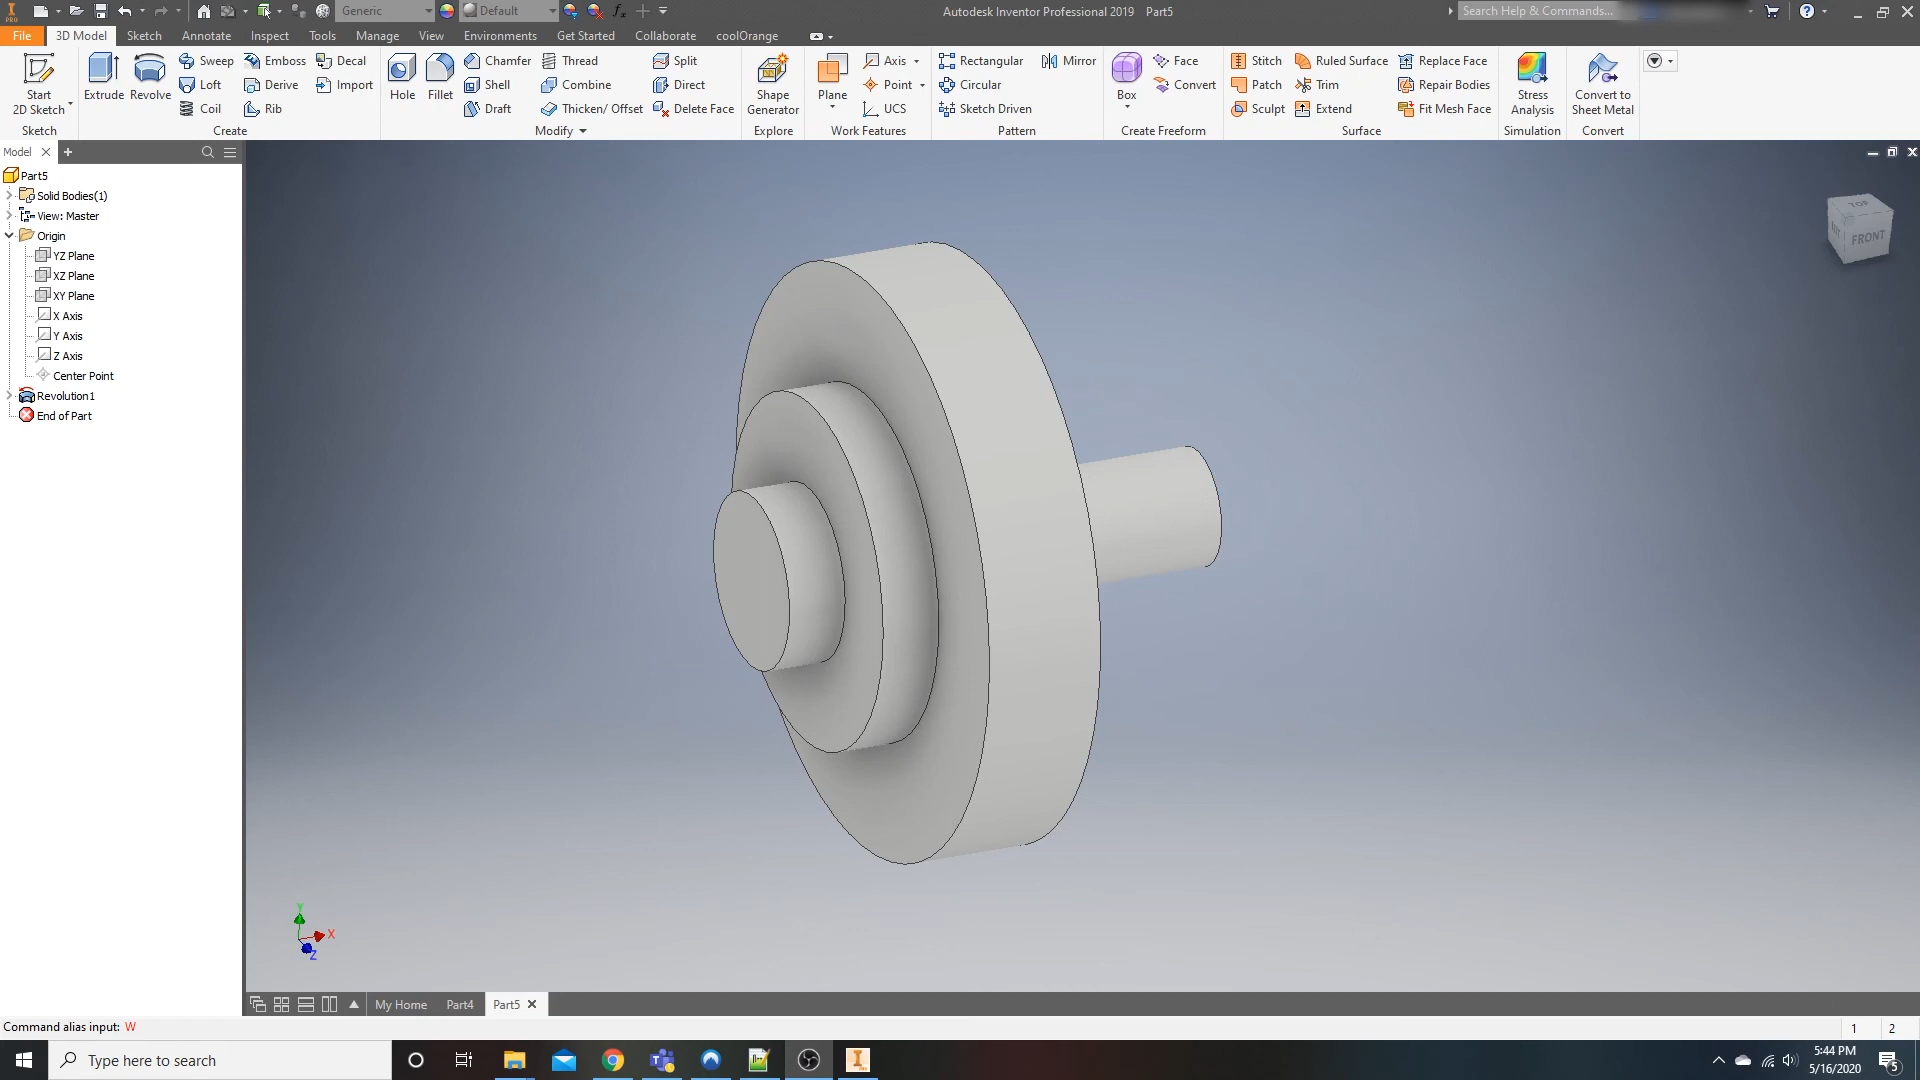 Generic
Default
Autodesk Inventor Professional 2019 Part5
Search Help & Commands...
PRO
File 3D Model Sketch Annotate Inspect Tools Manage View Environments Get Started Collaborate coolOrange
Start
2D Sketch
Sketch
Extrude
Revolve
Sweep
Loft
Coil
Emboss
Derive
Rib
Decal
Import
Create
Hole
Fillet
Chamfer
Shell
Draft
Thread
Combine
Thicken/ Offset
Split
Direct
Delete Face
Modify
Shape
Generator
Explore
Plane
Axis
Point
UCS
Work Features
Rectangular
Circular
Sketch Driven
Mirror
Pattern
Box
Face
Convert
Create Freeform
Stitch
Patch
Sculpt
Ruled Surface
Trim
Extend
Replace Face
Repair Bodies
Fit Mesh Face
Surface
Stress
Analysis
Simulation
Convert to
Sheet Metal
Convert
Model
Part5
Solid Bodies(1)
View: Master
Origin
YZ Plane
XZ Plane
XY Plane
X Axis
Y Axis
Z Axis
Center Point
Revolution1
End of Part
TOP
FRONT
Y
X
Z
My Home Part4 Part5
Command alias input: W
1 2
Type here to search
5:44 PM
5/16/2020
5